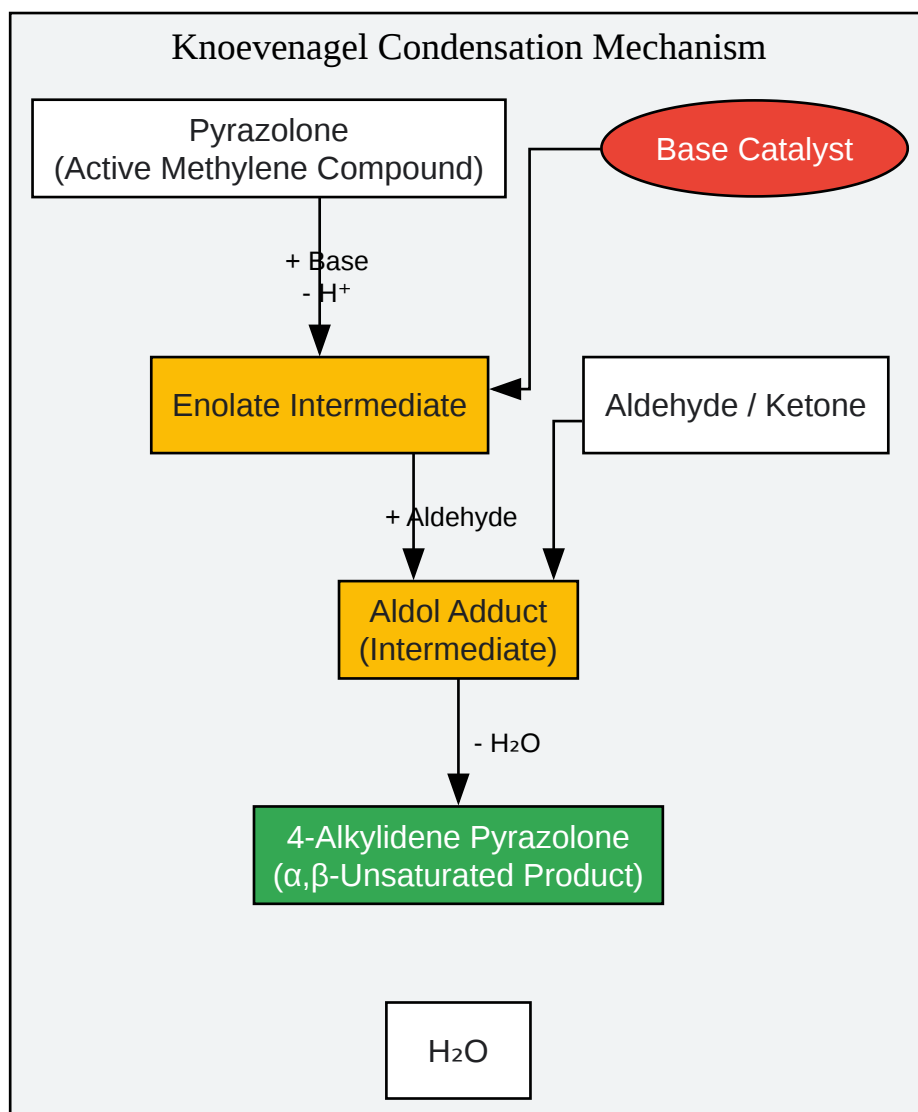 Knoevenagel Condensation Mechanism
Pyrazolone
(Active Methylene Compound)
Base Catalyst
+ Base
- H⁺
Enolate Intermediate
Aldehyde / Ketone
+ Aldehyde
Aldol Adduct
(Intermediate)
- H₂O
4-Alkylidene Pyrazolone
(α,β-Unsaturated Product)
H₂O